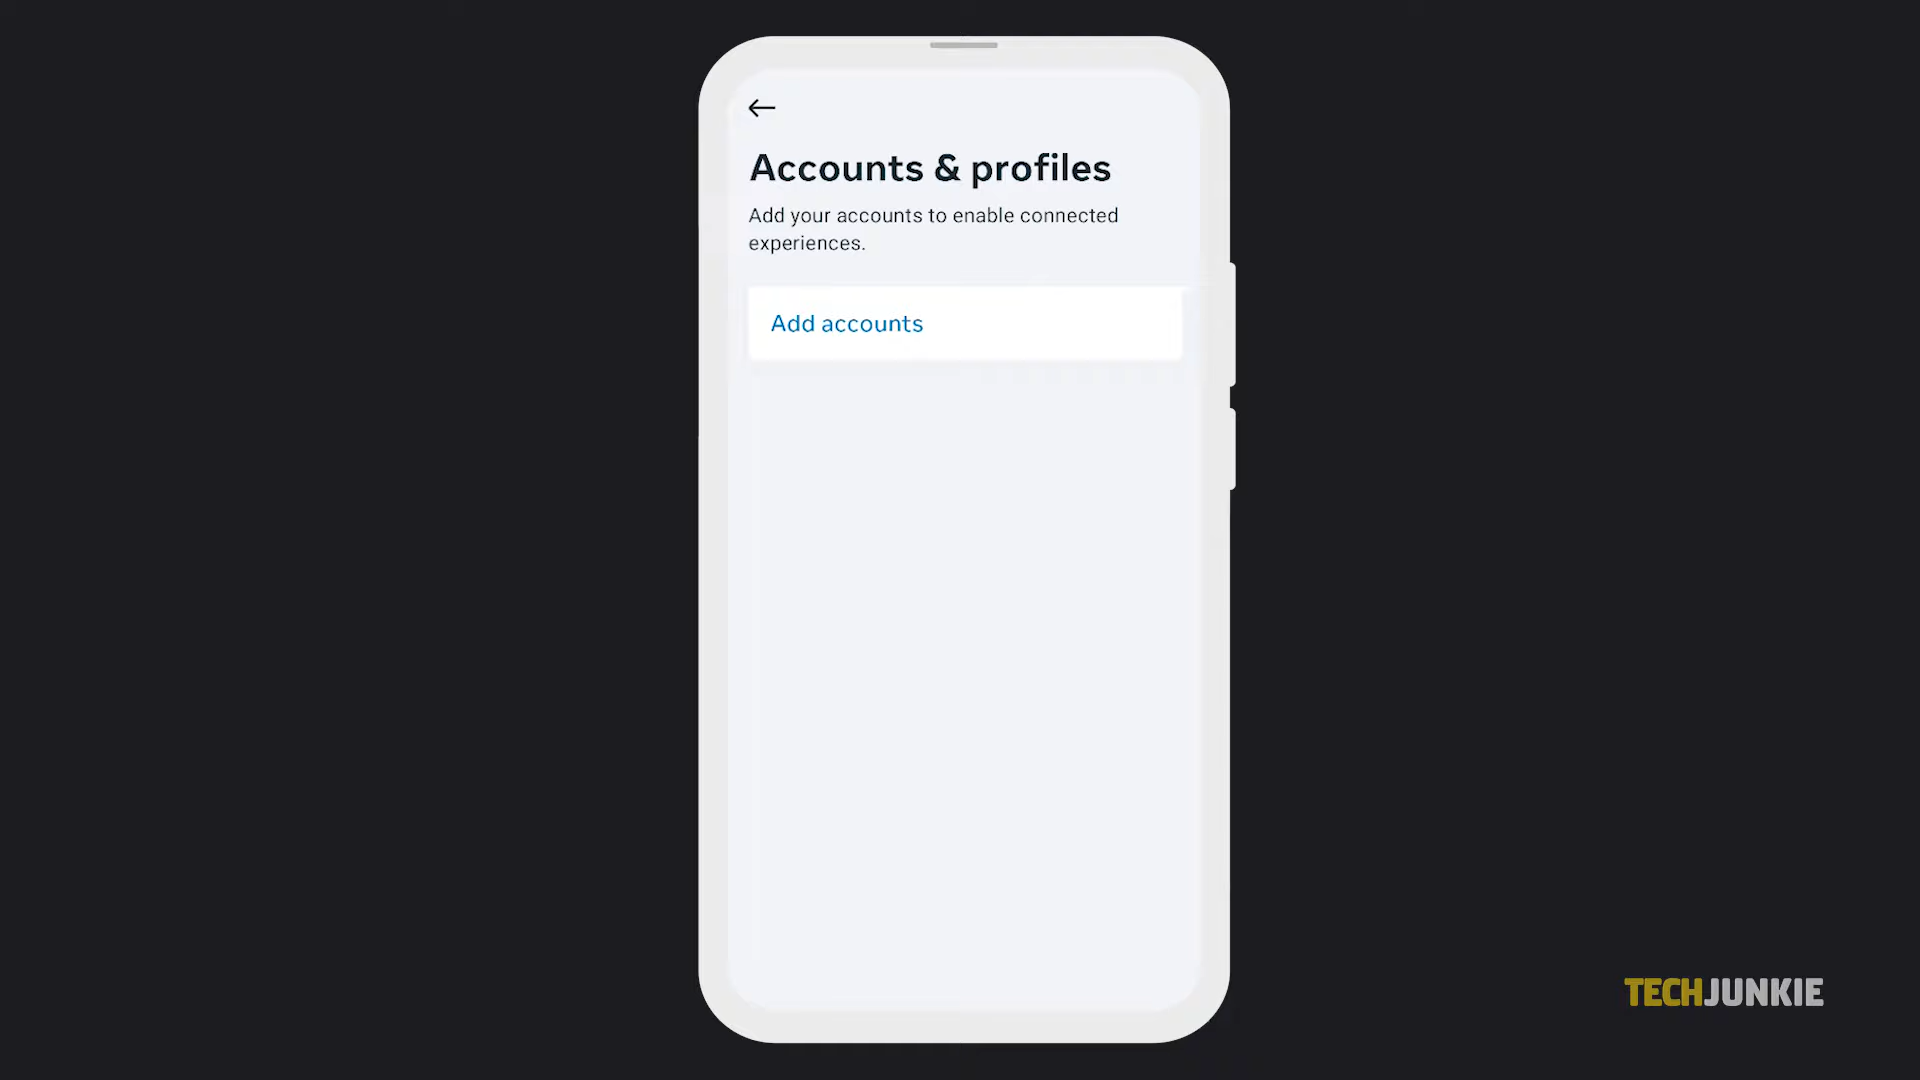 Accounts & profiles
Add your accounts to enable connected
experiences.
Add accounts
TECHJUNKIE